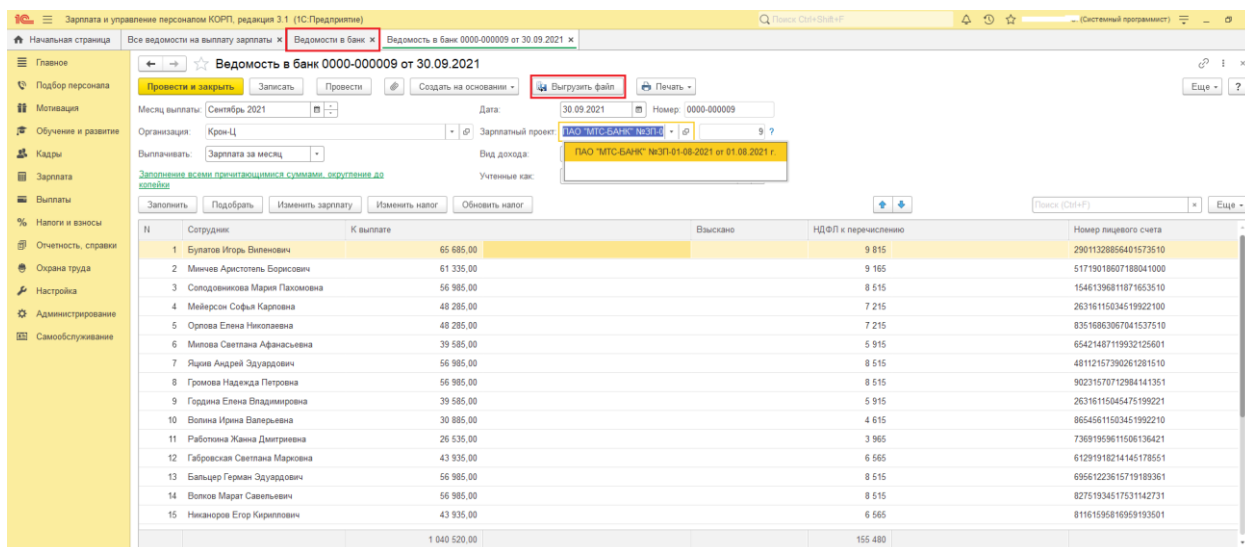 1С Зарплата и управление персоналом КОРП, редакция 3.1 (1С:Предприятие) Поиск Ctrl+Shift+F (Системный программист)
Начальная страница Все ведомости на выплату зарплаты × Ведомости в банк × Ведомость в банк 0000-000009 от 30.09.2021 ×
Главное
Подбор персонала
Мотивация
Обучение и развитие
Кадры
Зарплата
Выплаты
Налоги и взносы
Отчетность, справки
Охрана труда
Настройка
Администрирование
Самообслуживание
Ведомость в банк 0000-000009 от 30.09.2021
Провести и закрыть Записать Провести Создать на основании Выгрузить файл Печать Еще ?
Месяц выплаты: Сентябрь 2021 Дата: 30.09.2021 Номер: 0000-000009
Организация: Крон-Ц Зарплатный проект: ПАО "МТС-БАНК" №ЗП-0 9 ?
Выплачивать: Зарплата за месяц Вид дохода: ПАО "МТС-БАНК" №ЗП-01-08-2021 от 01.08.2021 г.
Заполнение всеми причитающимися суммами, округление до Учтенные как:
копейки
Заполнить Подобрать Изменить зарплату Изменить налог Обновить налог Поиск (Ctrl+F) × Еще
N Сотрудник К выплате Взыскано НДФЛ к перечислению Номер лицевого счета
1 Булатов Игорь Виленович 65 685,00 9 815 29011328856401573510
2 Минчев Аристотель Борисович 61 335,00 9 165 51719018607188041000
3 Солодовникова Мария Пахомовна 56 985,00 8 515 15461396811871653510
4 Мейерсон Софья Карповна 48 285,00 7 215 26316115034519922100
5 Орлова Елена Николаевна 48 285,00 7 215 83516863067041537510
6 Милова Светлана Афанасьевна 39 585,00 5 915 65421487119932125601
7 Яцкив Андрей Эдуардович 56 985,00 8 515 48112157390261281510
8 Громова Надежда Петровна 56 985,00 8 515 90231570712984141351
9 Гордина Елена Владимировна 39 585,00 5 915 26316115045475199221
10 Волина Ирина Валерьевна 30 885,00 4 615 86545611503451992210
11 Работкина Жанна Дмитриевна 26 535,00 3 965 73691959611506136421
12 Габровская Светлана Марковна 43 935,00 6 565 61291918214145178551
13 Бальцер Герман Эдуардович 56 985,00 8 515 69561223615719189361
14 Волков Марат Савельевич 56 985,00 8 515 82751934517531142731
15 Никаноров Егор Кириллович 43 935,00 6 565 81161595816959193501
1 040 520,00 155 480